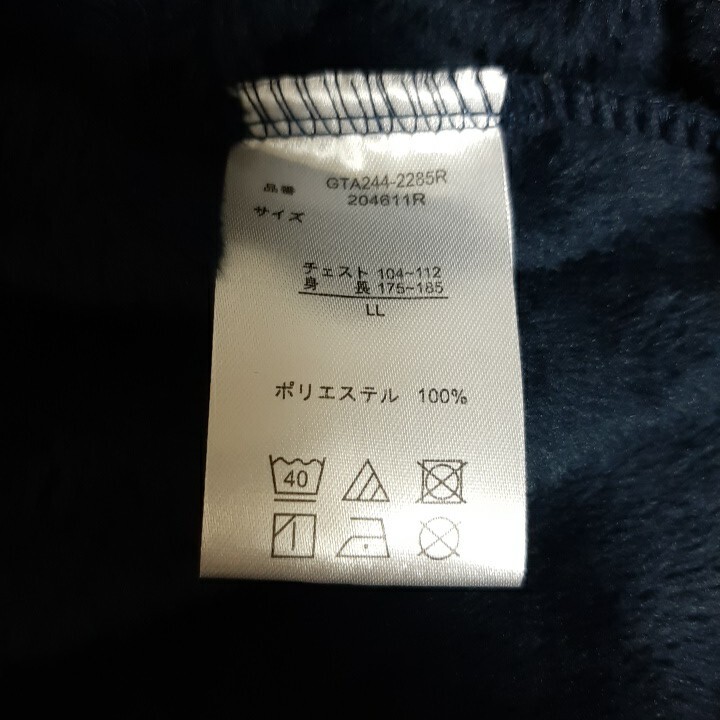 品番 GTA244-2285R
204611R
サイズ
チェスト 104~112
身 長 175~185
LL
ポリエステル 100%
40